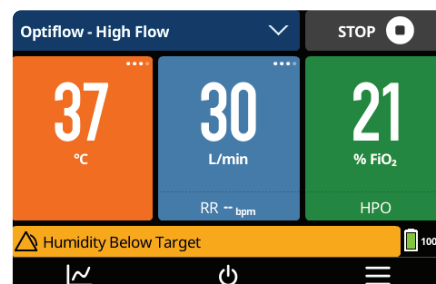 Optiflow - High Flow
STOP
37
30
21
°C
L/min
% FiO₂
RR -- bpm
HPO
Humidity Below Target
100